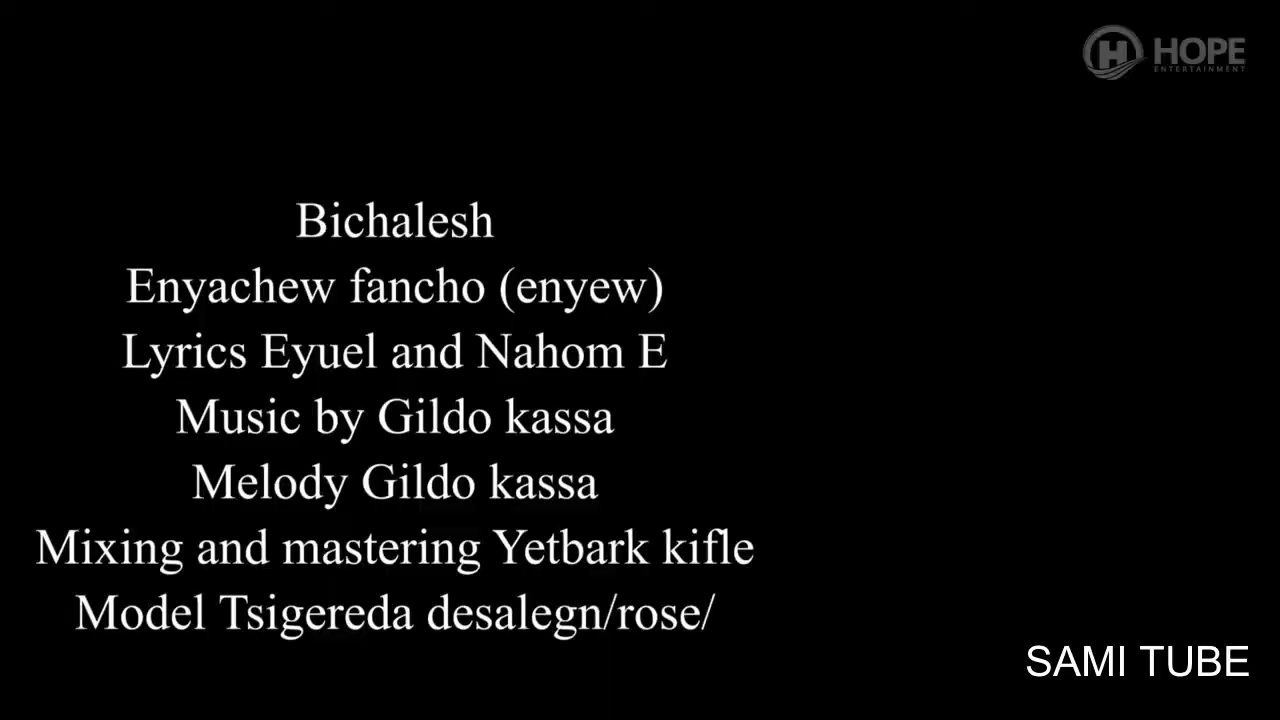 HOPE
ENTERTAINMENT
Bichalesh
Enyachew fancho (enyew)
Lyrics Eyuel and Nahom E
Music by Gildo kassa
Melody Gildo kassa
Mixing and mastering Yetbark kifle
Model Tsigereda desalegn/rose/
SAMI TUBE